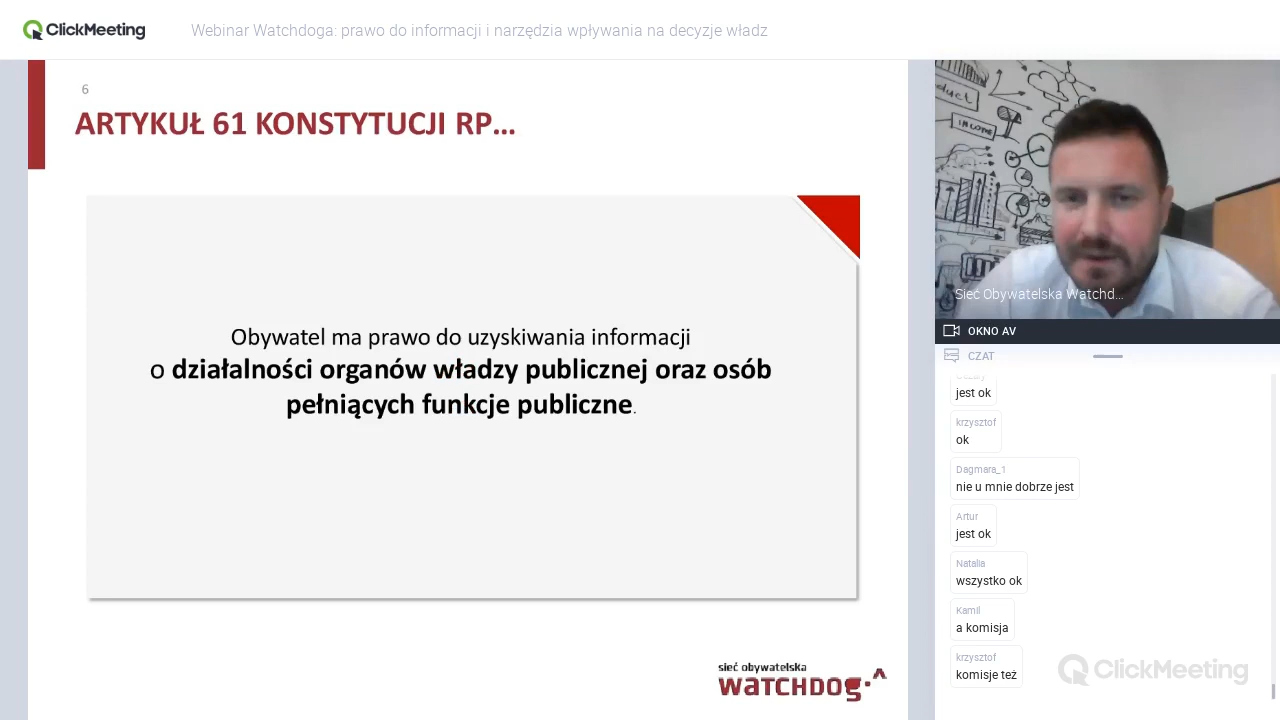 ClickMeeting
Webinar Watchdoga: prawo do informacji i narzędzia wpływania na decyzje władz
6
ARTYKUŁ 61 KONSTYTUCJI RP...
Obywatel ma prawo do uzyskiwania informacji
o działalności organów władzy publicznej oraz osób
pełniących funkcje publiczne.
sieć obywatelska
WATCHDOG
duct
INCOME
Sieć Obywatelska Watchd...
OKNO AV
CZAT
jest ok
krzysztof
ok
Dagmara_1
nie u mnie dobrze jest
Artur
jest ok
Natalia
wszystko ok
Kamil
a komisja
krzysztof
komisje też
ClickMeeting